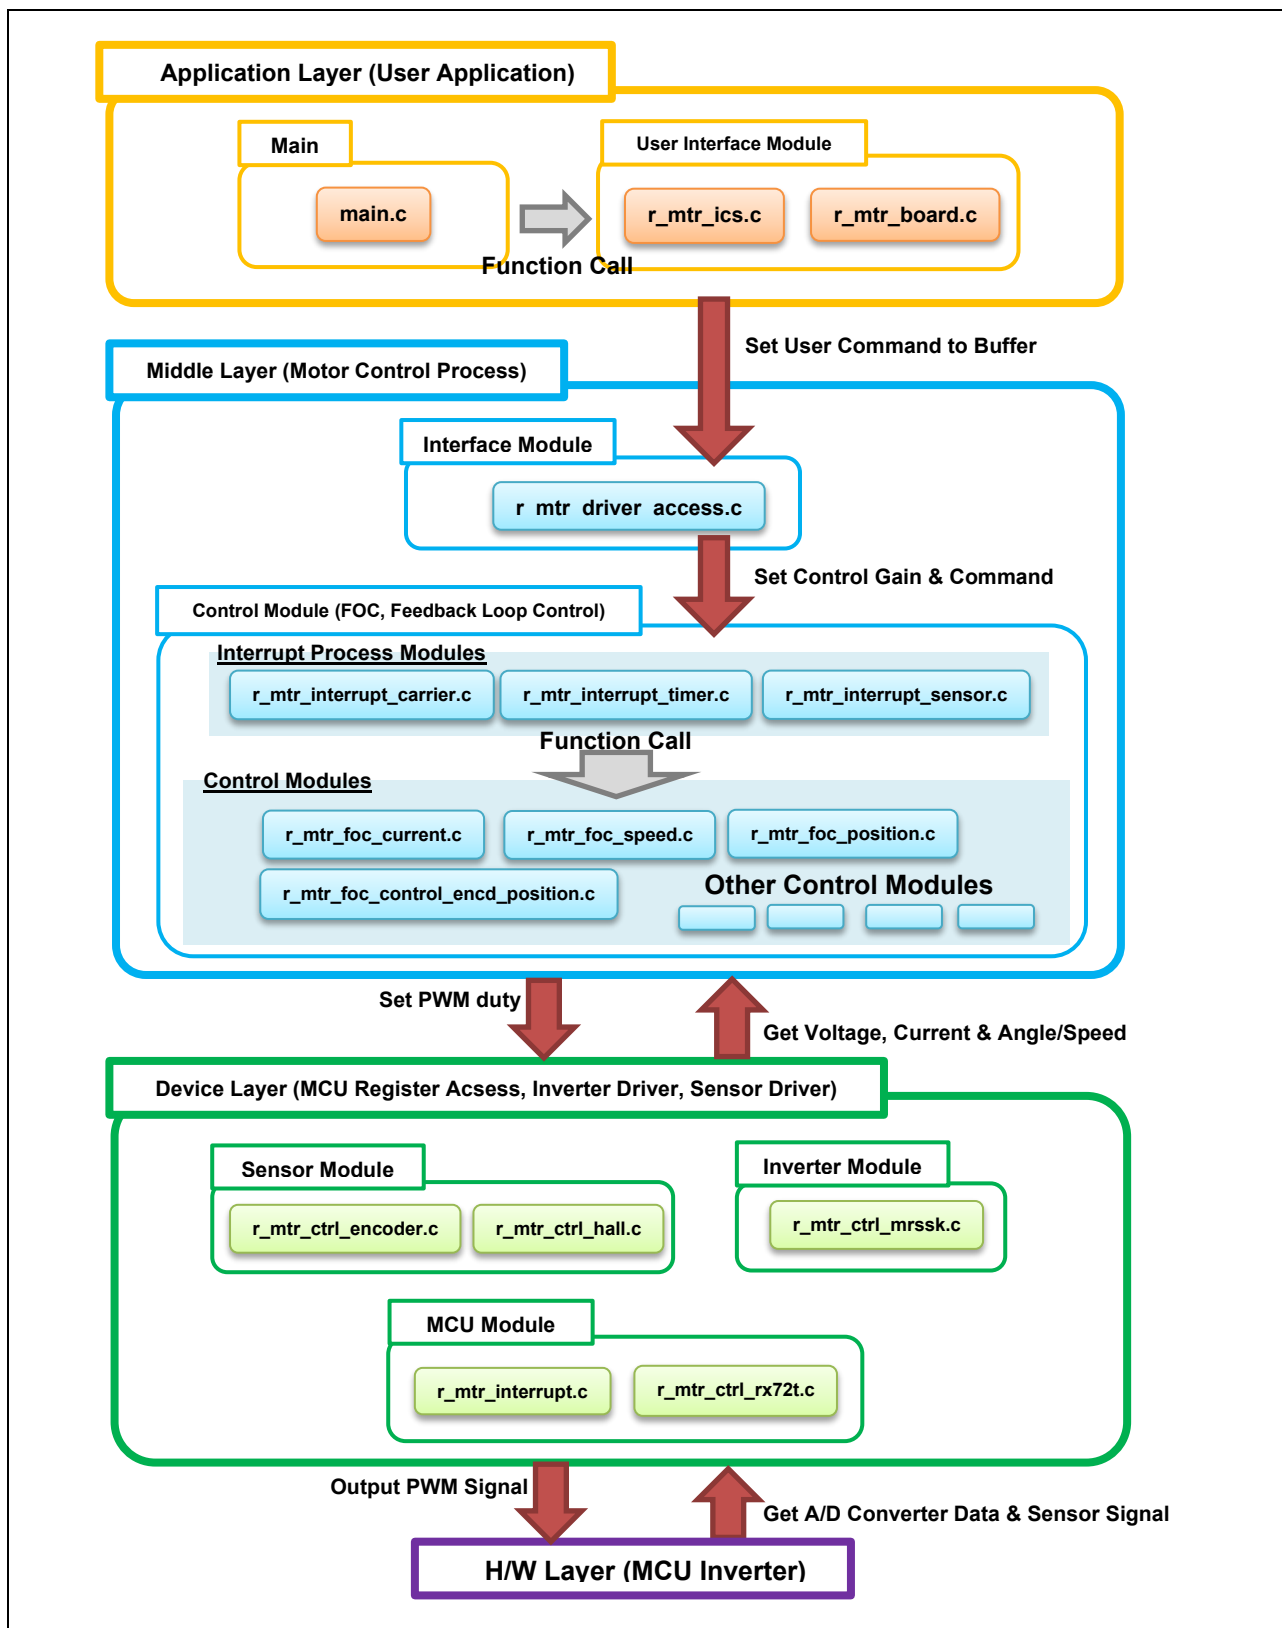 Application Layer (User Application)
Main
User Interface Module
main.c
r_mtr_ics.c
r_mtr_board.c
Function Call
Set User Command to Buffer
Middle Layer (Motor Control Process)
Interface Module
r_mtr_driver_access.c
Set Control Gain & Command
Control Module (FOC, Feedback Loop Control)
Interrupt Process Modules
r_mtr_interrupt_carrier.c
r_mtr_interrupt_timer.c
r_mtr_interrupt_sensor.c
Function Call
Control Modules
r_mtr_foc_current.c
r_mtr_foc_speed.c
r_mtr_foc_position.c
r_mtr_foc_control_encd_position.c
Other Control Modules
Set PWM duty
Get Voltage, Current & Angle/Speed
Device Layer (MCU Register Acsess, Inverter Driver, Sensor Driver)
Sensor Module
Inverter Module
r_mtr_ctrl_encoder.c
r_mtr_ctrl_hall.c
r_mtr_ctrl_mrssk.c
MCU Module
r_mtr_interrupt.c
r_mtr_ctrl_rx72t.c
Output PWM Signal
Get A/D Converter Data & Sensor Signal
H/W Layer (MCU Inverter)